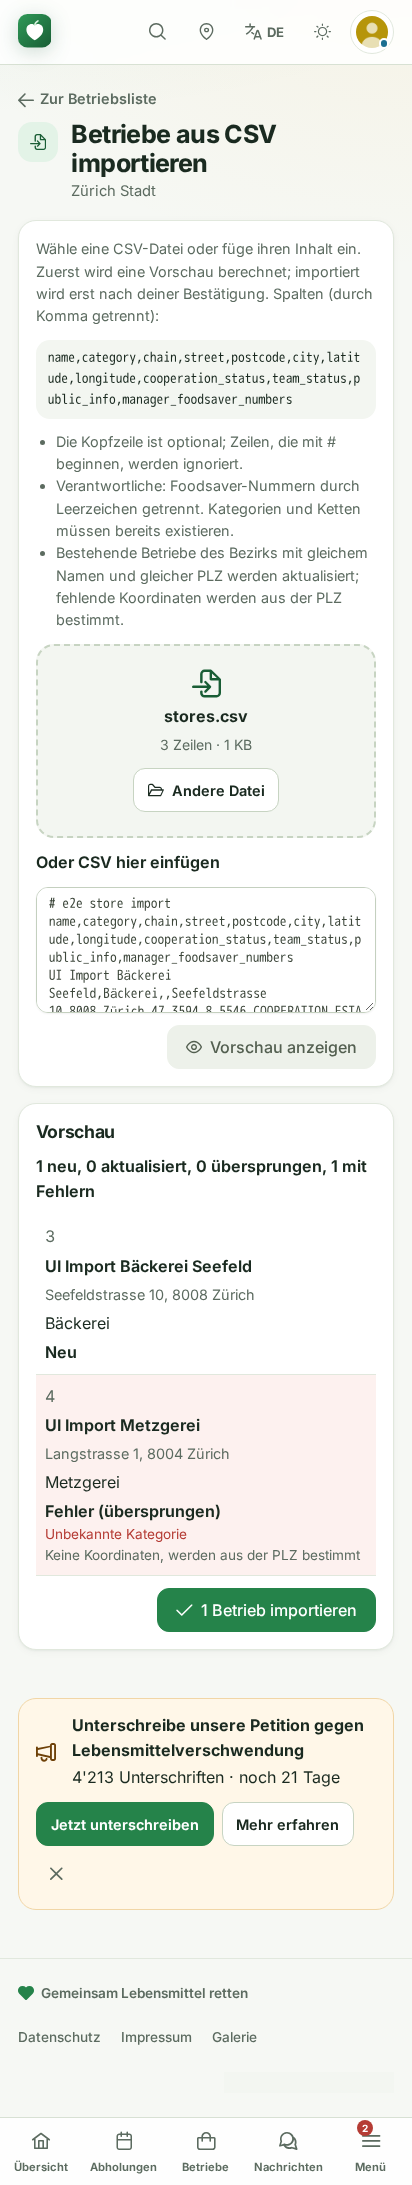 DE
Zur Betriebsliste
Betriebe aus CSV
importieren
Zürich Stadt
Wähle eine CSV-Datei oder füge ihren Inhalt ein.
Zuerst wird eine Vorschau berechnet; importiert
wird erst nach deiner Bestätigung. Spalten (durch
Komma getrennt):
name,category,chain,street,postcode,city,latit
ude,longitude,cooperation_status,team_status,p
ublic_info,manager_foodsaver_numbers
Die Kopfzeile ist optional; Zeilen, die mit #
beginnen, werden ignoriert.
Verantwortliche: Foodsaver-Nummern durch
Leerzeichen getrennt. Kategorien und Ketten
müssen bereits existieren.
Bestehende Betriebe des Bezirks mit gleichem
Namen und gleicher PLZ werden aktualisiert;
fehlende Koordinaten werden aus der PLZ
bestimmt.
stores.csv
3 Zeilen · 1 KB
Andere Datei
Oder CSV hier einfügen
# e2e store import
name,category,chain,street,postcode,city,latit
ude,longitude,cooperation_status,team_status,p
ublic_info,manager_foodsaver_numbers
UI Import Bäckerei
Seefeld,Bäckerei,,Seefeldstrasse
10,8008,Zürich,47.3594,8.5546,COOPERATION_ESTA
Vorschau anzeigen
Vorschau
1 neu, 0 aktualisiert, 0 übersprungen, 1 mit
Fehlern
3
UI Import Bäckerei Seefeld
Seefeldstrasse 10, 8008 Zürich
Bäckerei
Neu
4
UI Import Metzgerei
Langstrasse 1, 8004 Zürich
Metzgerei
Fehler (übersprungen)
Unbekannte Kategorie
Keine Koordinaten, werden aus der PLZ bestimmt
1 Betrieb importieren
Unterschreibe unsere Petition gegen
Lebensmittelverschwendung
4'213 Unterschriften · noch 21 Tage
Jetzt unterschreiben
Mehr erfahren
Gemeinsam Lebensmittel retten
Datenschutz Impressum Galerie
2
Übersicht Abholungen Betriebe Nachrichten Menü